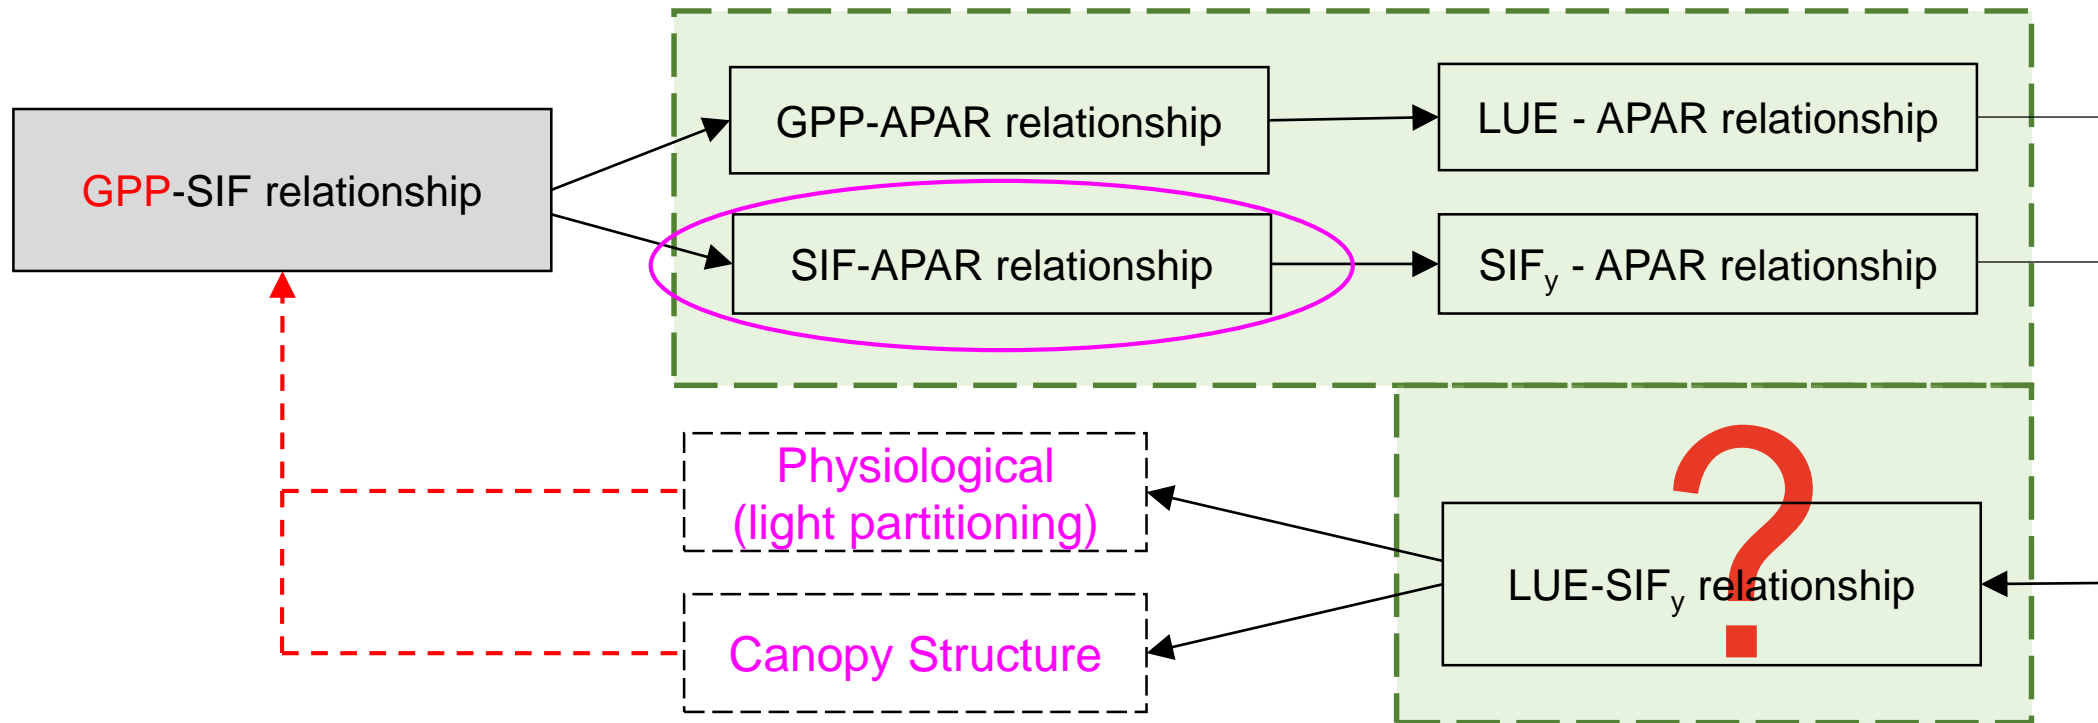 GPP-APAR relationship
LUE - APAR relationship
GPP-SIF relationship
SIF-APAR relationship
SIFy - APAR relationship
Physiological
(light partitioning)
?
LUE-SIFy relationship
Canopy Structure